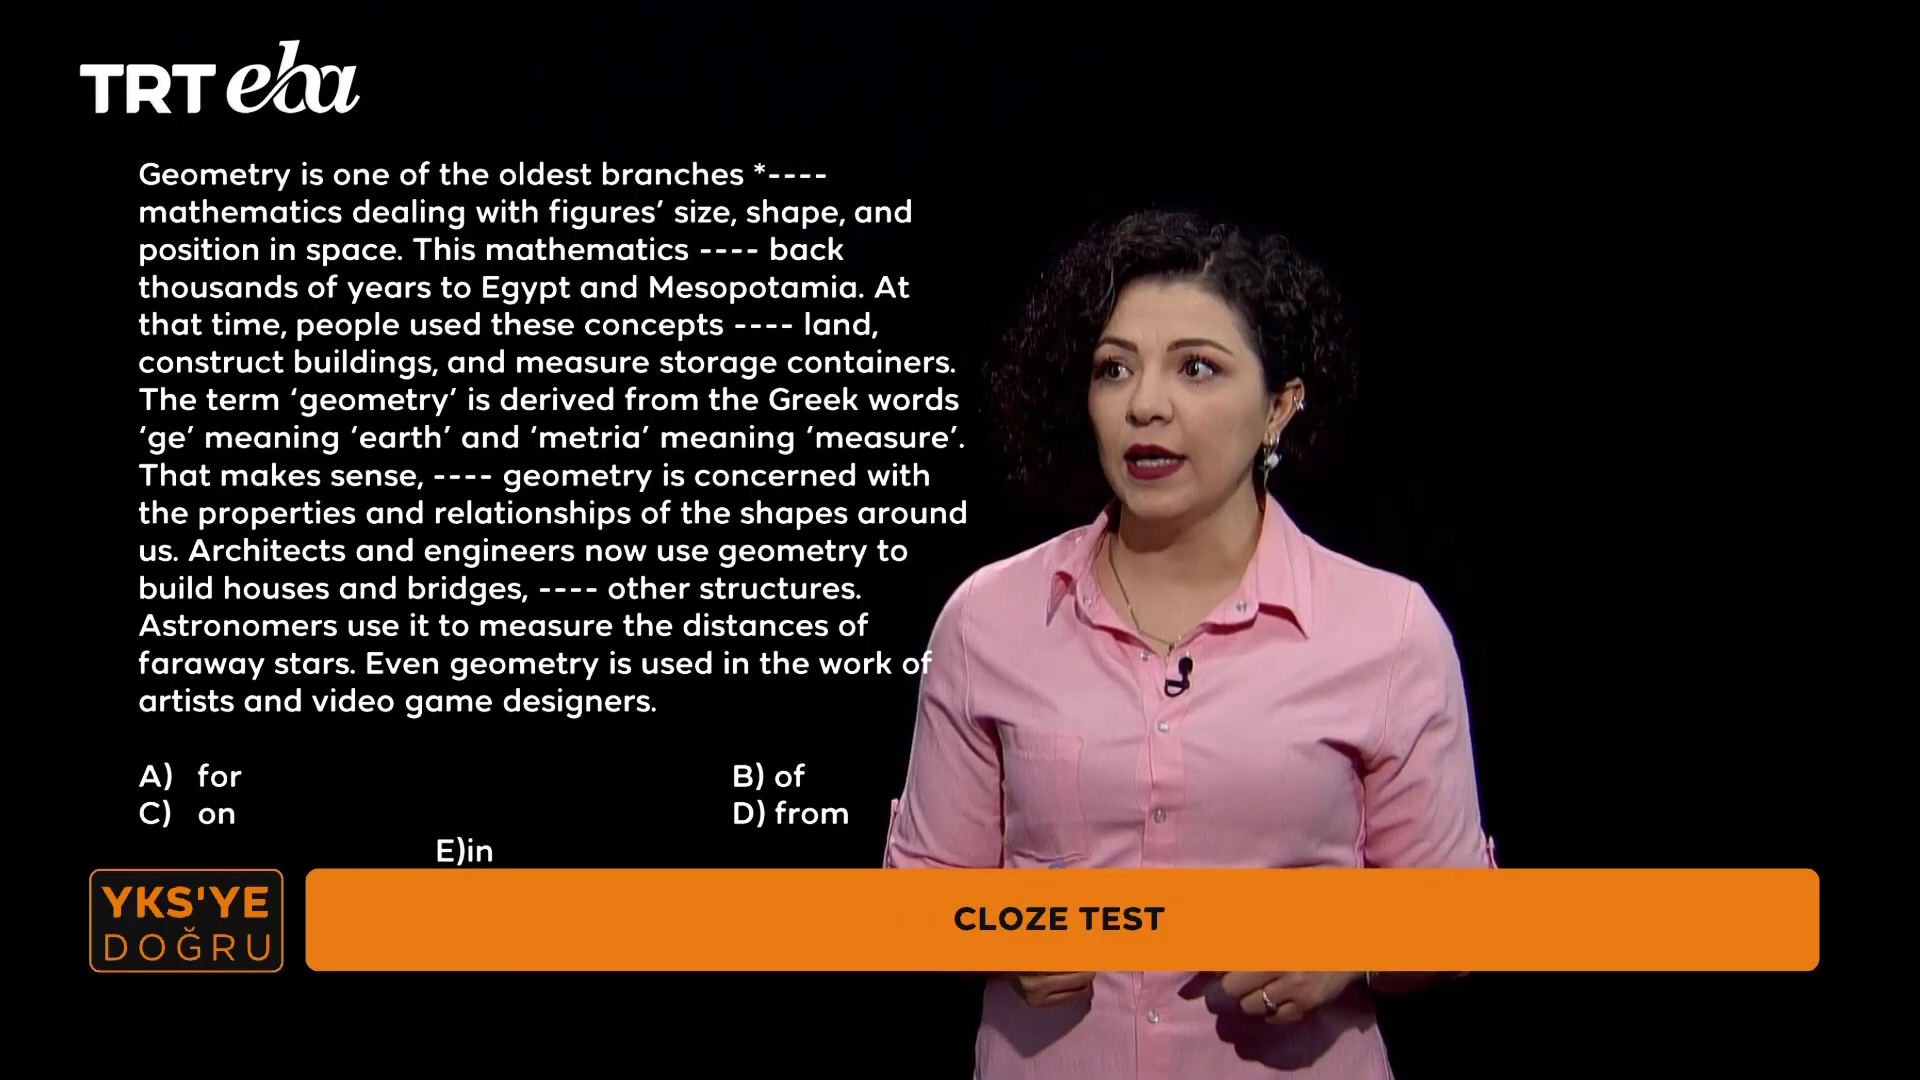 TRT eba
Geometry is one of the oldest branches *----
mathematics dealing with figures’ size, shape, and
position in space. This mathematics ---- back
thousands of years to Egypt and Mesopotamia. At
that time, people used these concepts ---- land,
construct buildings, and measure storage containers.
The term ‘geometry’ is derived from the Greek words
‘ge’ meaning ‘earth’ and ‘metria’ meaning ‘measure’.
That makes sense, ---- geometry is concerned with
the properties and relationships of the shapes around
us. Architects and engineers now use geometry to
build houses and bridges, ---- other structures.
Astronomers use it to measure the distances of
faraway stars. Even geometry is used in the work of
artists and video game designers.
A) for B) of
C) on D) from
E)in
YKS'YE
DOĞRU
CLOZE TEST